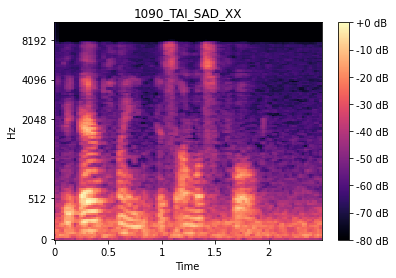 1090_TAI_SAD_XX
+0 dB
8192
-10 dB
4096
-20 dB
-30 dB
2048
Hz
-40 dB
1024
-50 dB
512
-60 dB
-70 dB
0
-80 dB
0 0.5 1 1.5 2
Time